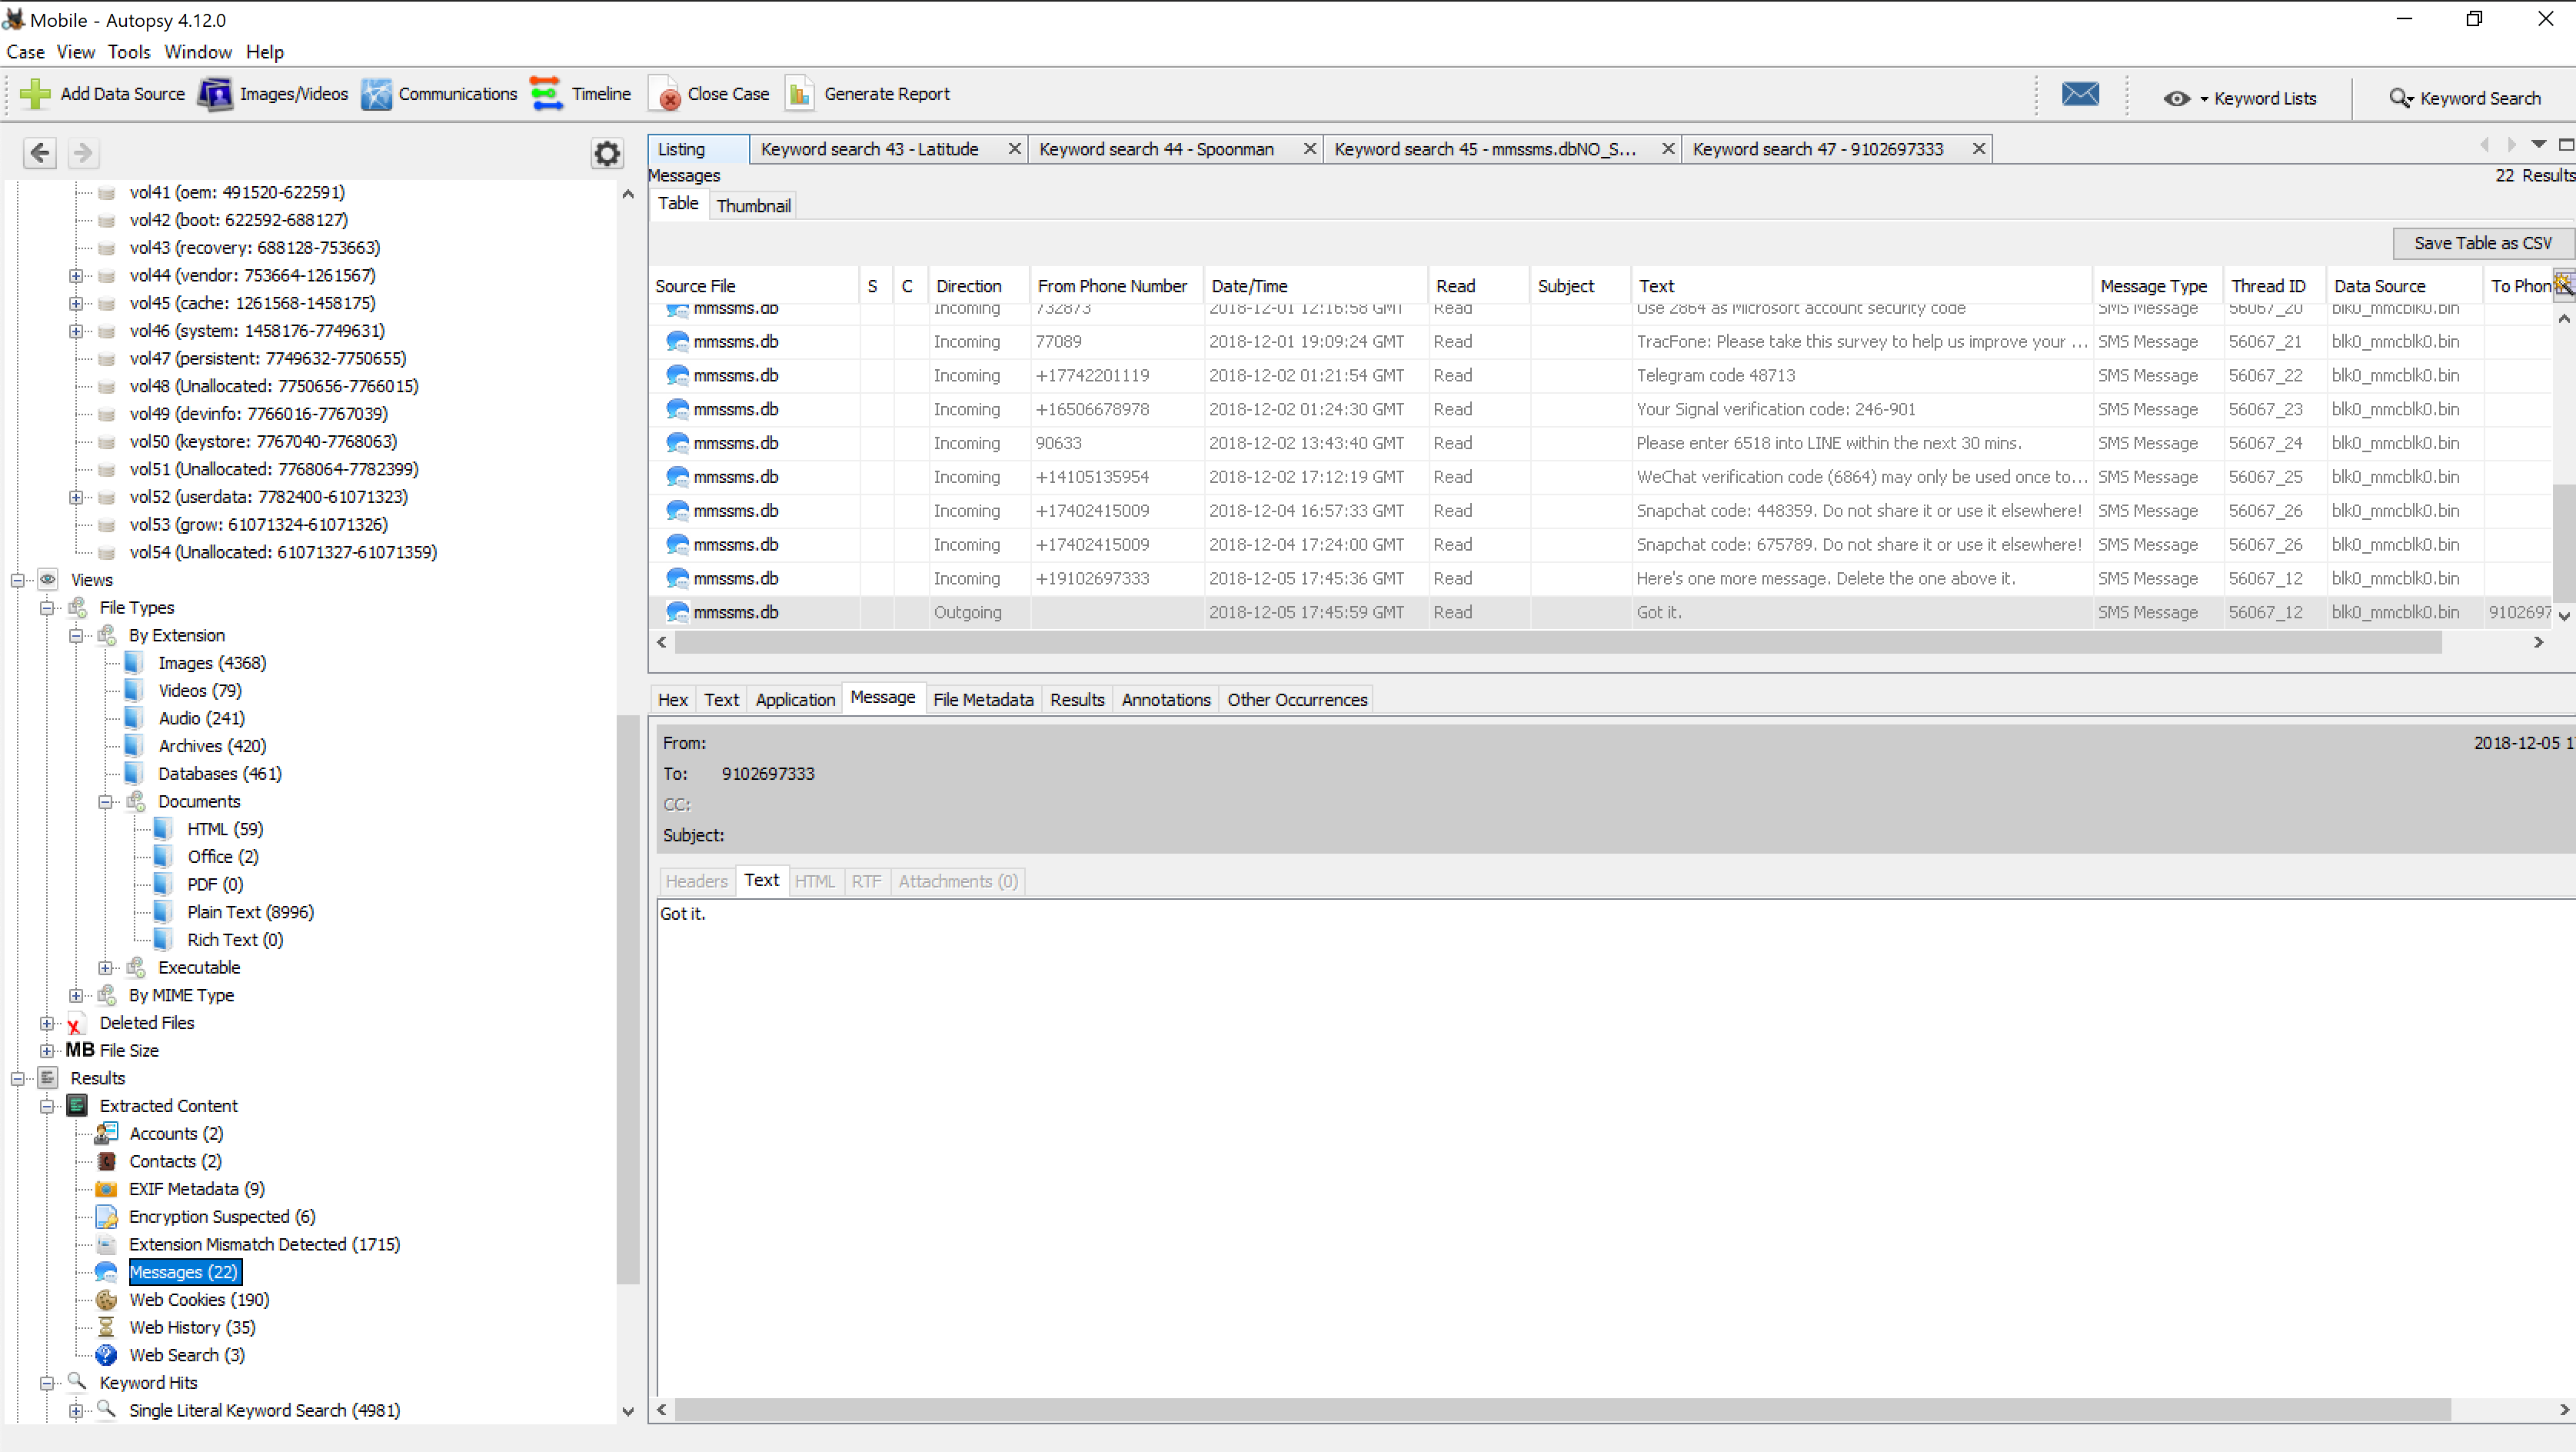 Mobile - Autopsy 4.12.0
Case View Tools Window Help
Add Data Source Images/Videos Communications Timeline Close Case Generate Report Keyword Lists Keyword Search
vol41 (oem: 491520-622591)
vol42 (boot: 622592-688127)
vol43 (recovery: 688128-753663)
vol44 (vendor: 753664-1261567)
vol45 (cache: 1261568-1458175)
vol46 (system: 1458176-7749631)
vol47 (persistent: 7749632-7750655)
vol48 (Unallocated: 7750656-7766015)
vol49 (devinfo: 7766016-7767039)
vol50 (keystore: 7767040-7768063)
vol51 (Unallocated: 7768064-7782399)
vol52 (userdata: 7782400-61071323)
vol53 (grow: 61071324-61071326)
vol54 (Unallocated: 61071327-61071359)
Views
File Types
By Extension
Images (4368)
Videos (79)
Audio (241)
Archives (420)
Databases (461)
Documents
HTML (59)
Office (2)
PDF (0)
Plain Text (8996)
Rich Text (0)
Executable
By MIME Type
Deleted Files
MB File Size
Results
Extracted Content
Accounts (2)
Contacts (2)
EXIF Metadata (9)
Encryption Suspected (6)
Extension Mismatch Detected (1715)
Messages (22)
Web Cookies (190)
Web History (35)
Web Search (3)
Keyword Hits
Single Literal Keyword Search (4981)
Listing Keyword search 43 - Latitude Keyword search 44 - Spoonman Keyword search 45 - mmssms.dbNO_S... Keyword search 47 - 9102697333
Messages 22 Results
Table Thumbnail
Save Table as CSV
Source File S C Direction From Phone Number Date/Time Read Subject Text Message Type Thread ID Data Source To Phon
mmssms.db Incoming 732873 2018-12-01 12:16:58 GMT Read Use 2864 as Microsoft account security code SMS Message 56067_20 blk0_mmcblk0.bin
mmssms.db Incoming 77089 2018-12-01 19:09:24 GMT Read TracFone: Please take this survey to help us improve your ... SMS Message 56067_21 blk0_mmcblk0.bin
mmssms.db Incoming +17742201119 2018-12-02 01:21:54 GMT Read Telegram code 48713 SMS Message 56067_22 blk0_mmcblk0.bin
mmssms.db Incoming +16506678978 2018-12-02 01:24:30 GMT Read Your Signal verification code: 246-901 SMS Message 56067_23 blk0_mmcblk0.bin
mmssms.db Incoming 90633 2018-12-02 13:43:40 GMT Read Please enter 6518 into LINE within the next 30 mins. SMS Message 56067_24 blk0_mmcblk0.bin
mmssms.db Incoming +14105135954 2018-12-02 17:12:19 GMT Read WeChat verification code (6864) may only be used once to... SMS Message 56067_25 blk0_mmcblk0.bin
mmssms.db Incoming +17402415009 2018-12-04 16:57:33 GMT Read Snapchat code: 448359. Do not share it or use it elsewhere! SMS Message 56067_26 blk0_mmcblk0.bin
mmssms.db Incoming +17402415009 2018-12-04 17:24:00 GMT Read Snapchat code: 675789. Do not share it or use it elsewhere! SMS Message 56067_26 blk0_mmcblk0.bin
mmssms.db Incoming +19102697333 2018-12-05 17:45:36 GMT Read Here's one more message. Delete the one above it. SMS Message 56067_12 blk0_mmcblk0.bin
mmssms.db Outgoing 2018-12-05 17:45:59 GMT Read Got it. SMS Message 56067_12 blk0_mmcblk0.bin 9102697
Hex Text Application Message File Metadata Results Annotations Other Occurrences
From: 2018-12-05 1
To: 9102697333
CC:
Subject:
Headers Text HTML RTF Attachments (0)
Got it.